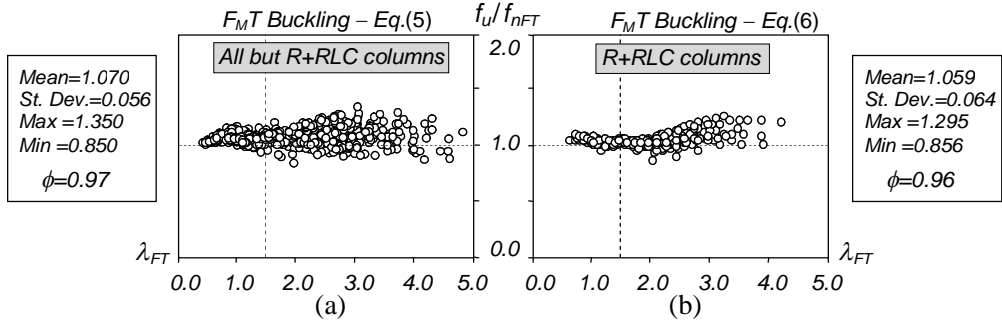 F_MT Buckling – Eq.(5)
f_u/f_nFT
F_MT Buckling – Eq.(6)
Mean=1.070
St. Dev.=0.056
Max =1.350
Min =0.850
ϕ=0.97
All but R+RLC columns
2.0
1.0
0.0
R+RLC columns
Mean=1.059
St. Dev.=0.064
Max =1.295
Min =0.856
ϕ=0.96
λ_FT
0.0 1.0 2.0 3.0 4.0 5.0
(a)
0.0 1.0 2.0 3.0 4.0 5.0
(b)
λ_FT